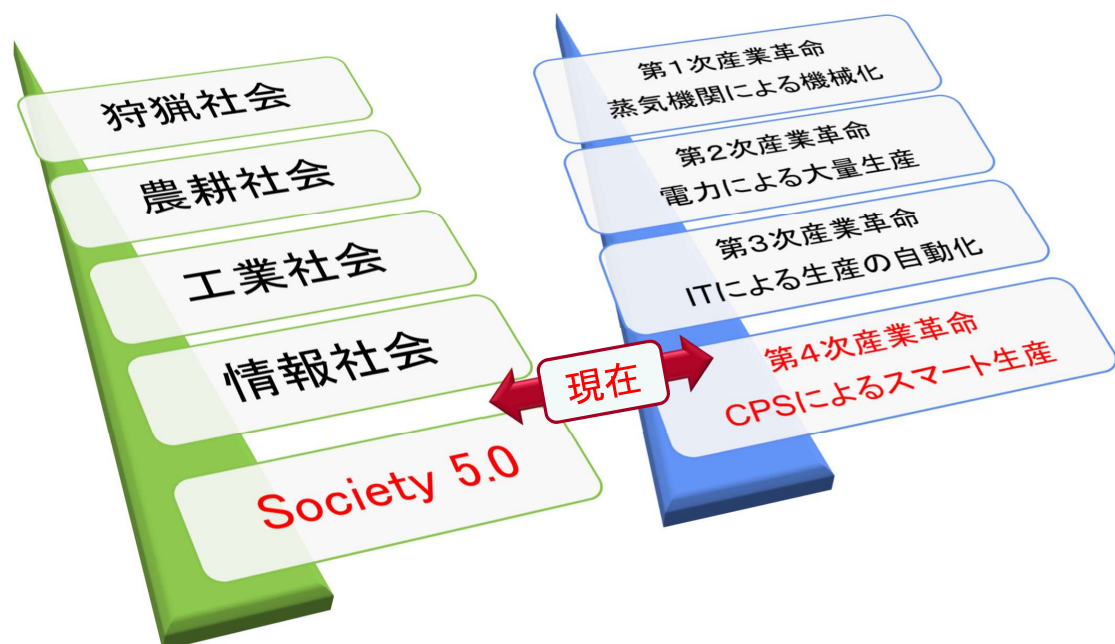 狩猟社会
農耕社会
工業社会
情報社会
Society 5.0
現在
第1次産業革命
蒸気機関による機械化
第2次産業革命
電力による大量生産
第3次産業革命
ITによる生産の自動化
第4次産業革命
CPSによるスマート生産